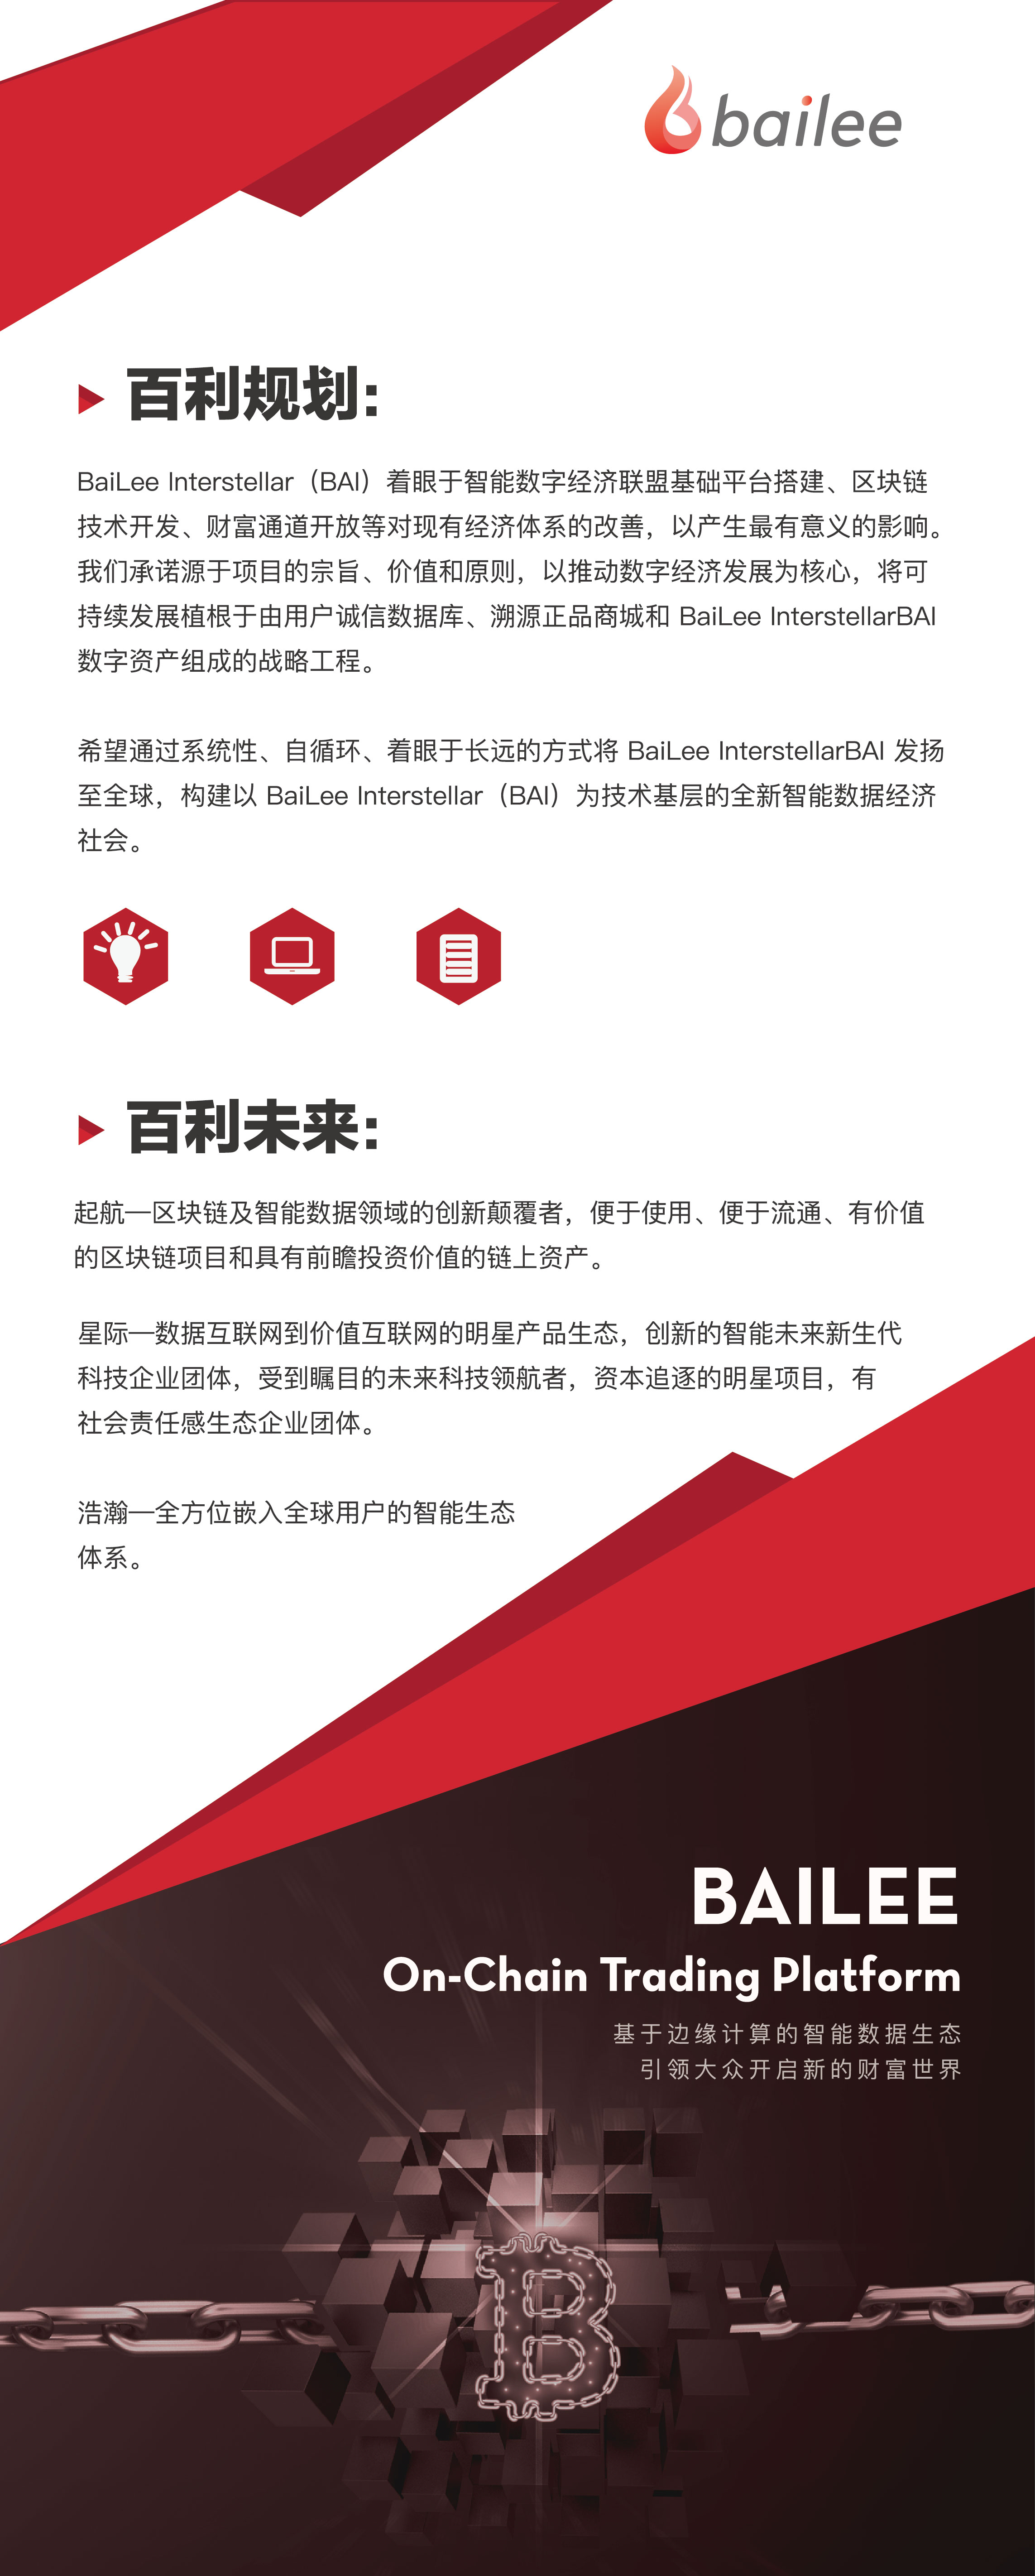 bailee
百利规划:
BaiLee Interstellar（BAI）着眼于智能数字经济联盟基础平台搭建、区块链
技术开发、财富通道开放等对现有经济体系的改善，以产生最有意义的影响。
我们承诺源于项目的宗旨、价值和原则，以推动数字经济发展为核心，将可
持续发展植根于由用户诚信数据库、溯源正品商城和 BaiLee InterstellarBAI
数字资产组成的战略工程。
希望通过系统性、自循环、着眼于长远的方式将 BaiLee InterstellarBAI 发扬
至全球，构建以 BaiLee Interstellar（BAI）为技术基层的全新智能数据经济
社会。
百利未来:
起航—区块链及智能数据领域的创新颠覆者，便于使用、便于流通、有价值
的区块链项目和具有前瞻投资价值的链上资产。
星际—数据互联网到价值互联网的明星产品生态，创新的智能未来新生代
科技企业团体，受到瞩目的未来科技领航者，资本追逐的明星项目，有
社会责任感生态企业团体。
浩瀚—全方位嵌入全球用户的智能生态
体系。
BAILEE
On-Chain Trading Platform
基于边缘计算的智能数据生态
引领大众开启新的财富世界